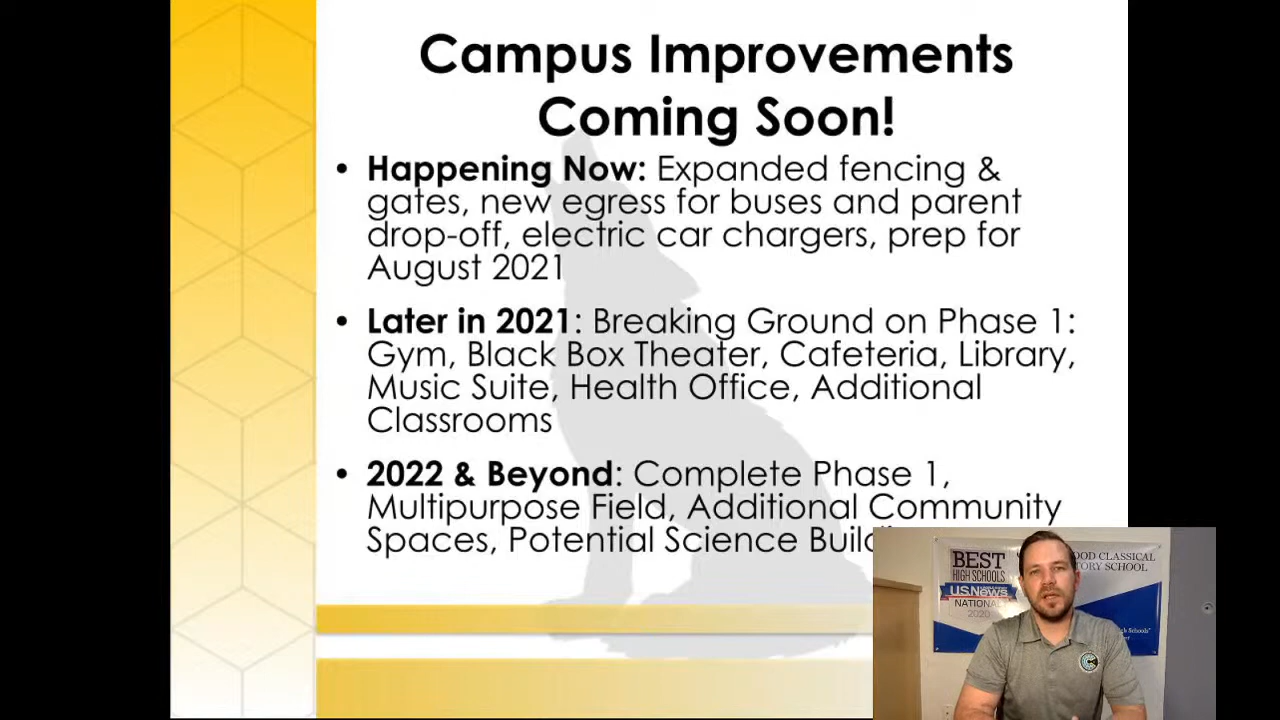 Campus Improvements
Coming Soon!
• Happening Now: Expanded fencing &
gates, new egress for buses and parent
drop-off, electric car chargers, prep for
August 2021
• Later in 2021: Breaking Ground on Phase 1:
Gym, Black Box Theater, Cafeteria, Library,
Music Suite, Health Office, Additional
Classrooms
• 2022 & Beyond: Complete Phase 1,
Multipurpose Field, Additional Community
Spaces, Potential Science
BEST
HIGH SCHOOLS
U.S.News
NATIONAL
2020
CLASSICAL
SCHOOL